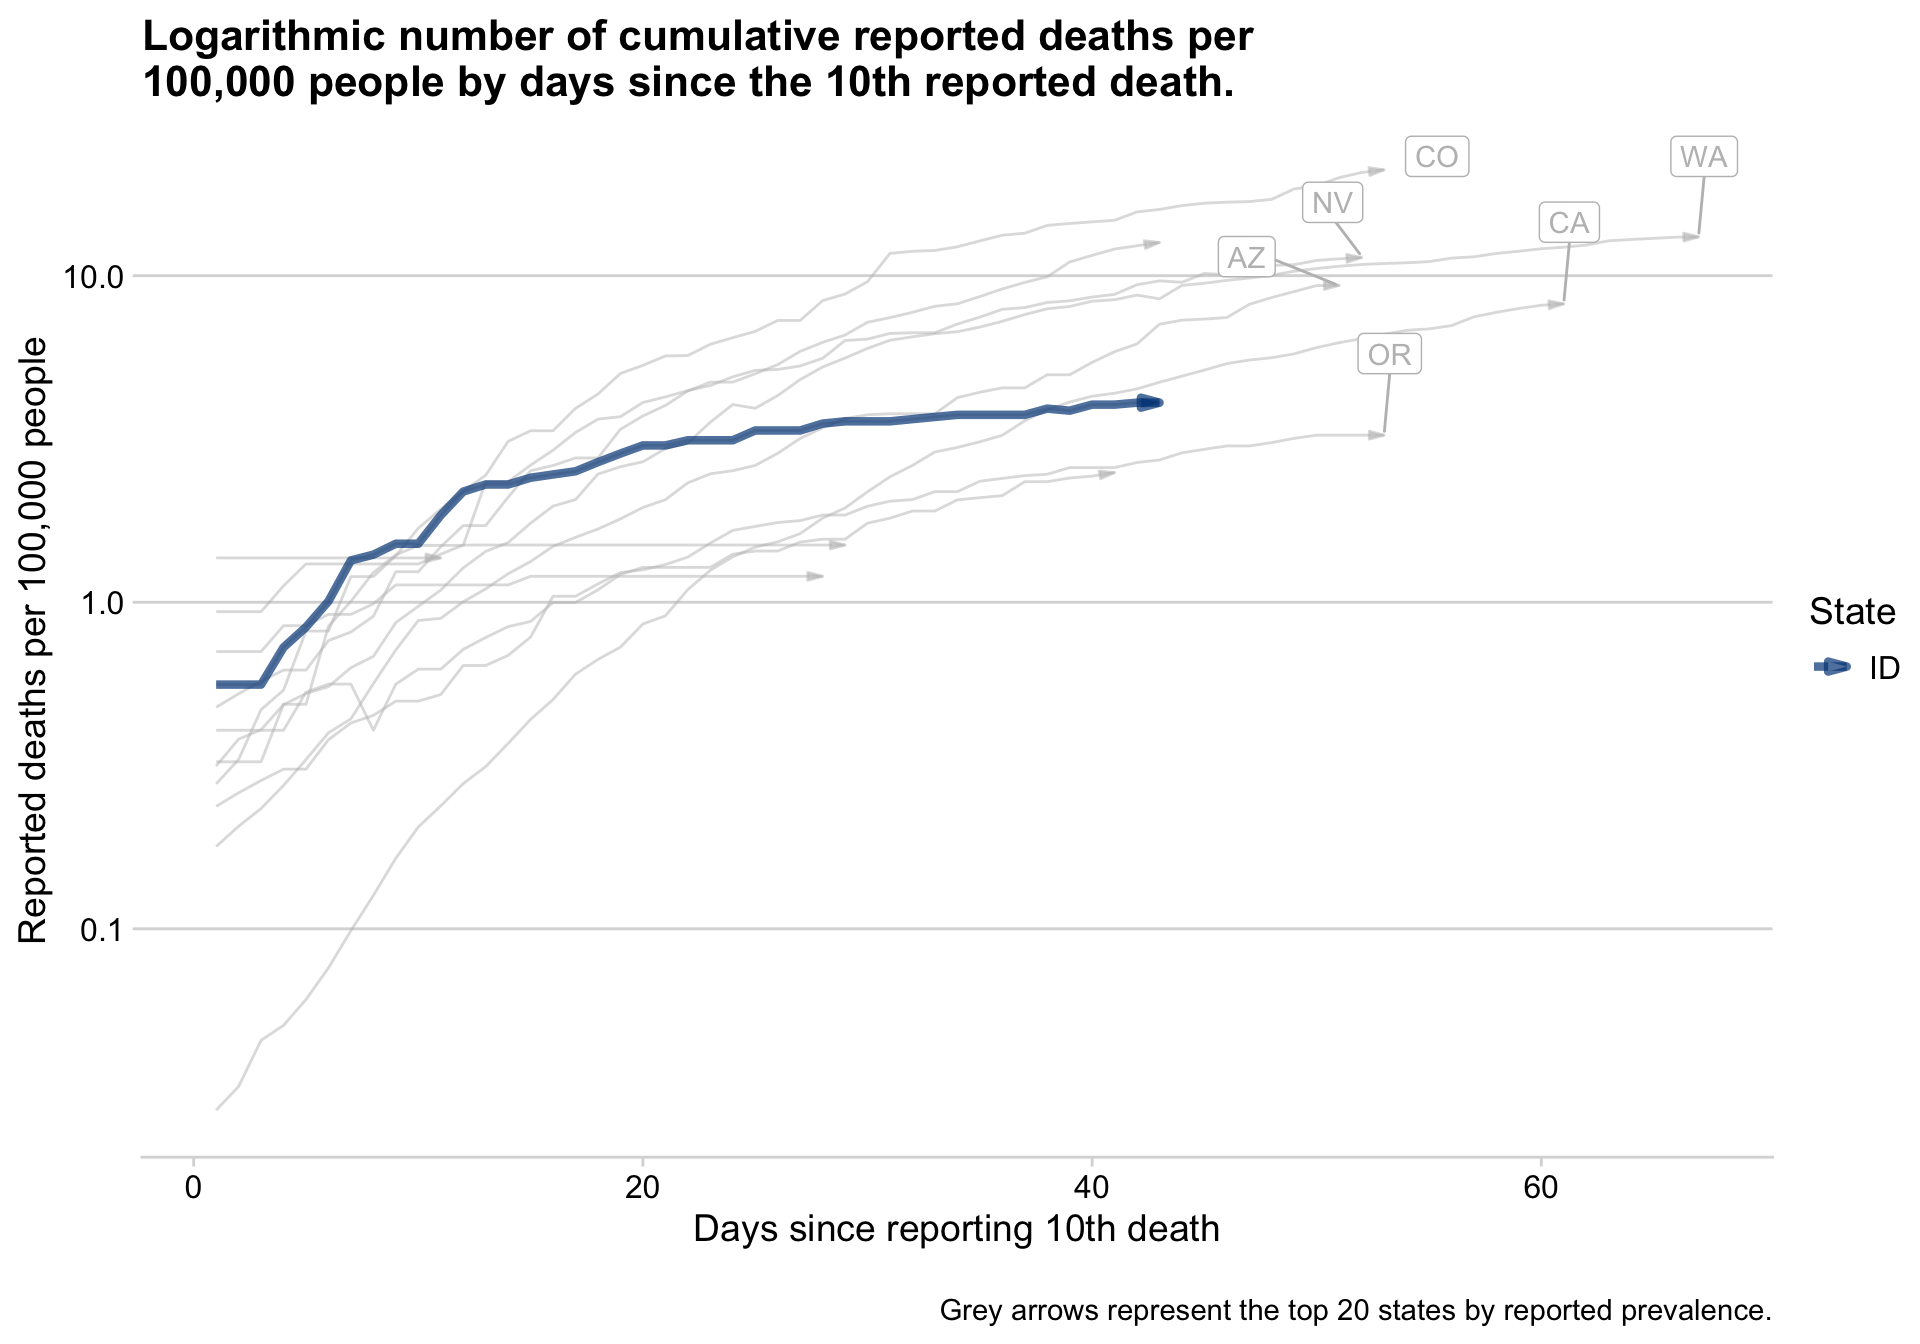 Logarithmic number of cumulative reported deaths per
100,000 people by days since the 10th reported death.
CO
WA
NV
CA
AZ
OR
10.0
1.0
0.1
Reported deaths per 100,000 people
State
ID
0
20
40
60
Days since reporting 10th death
Grey arrows represent the top 20 states by reported prevalence.